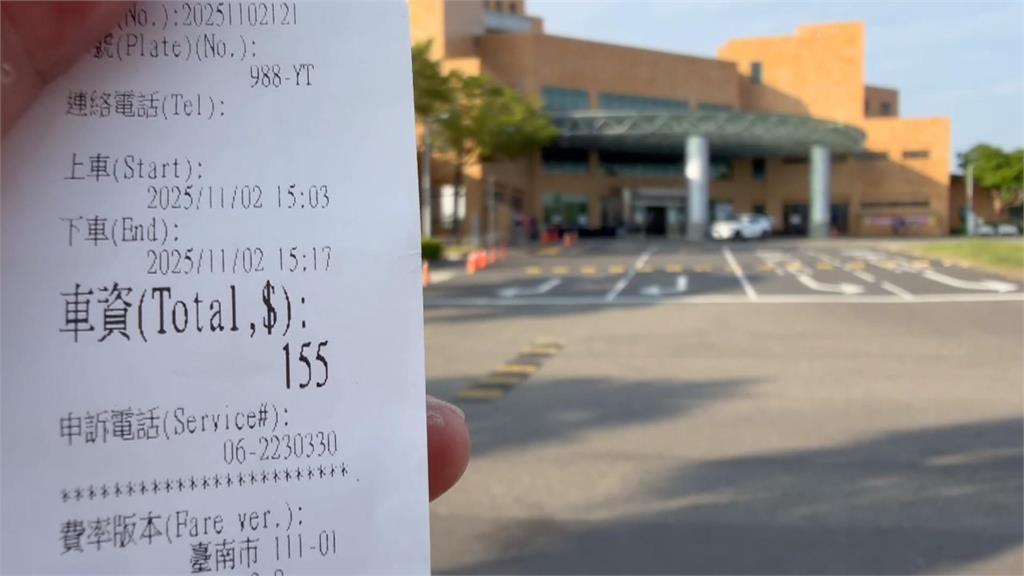 (No.):20251102121
號(Plate)(No.):
988-YT
連絡電話(Tel):
上車(Start):
2025/11/02 15:03
下車(End):
2025/11/02 15:17
車資(Total,$):
155
申訴電話(Service#):
06-2230330
**********************
費率版本(Fare ver.):
臺南市 111-01